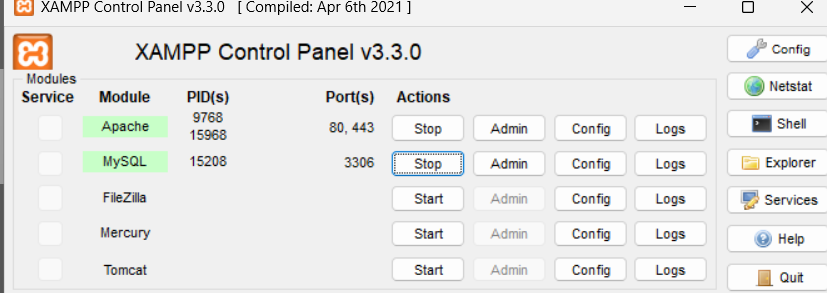 XAMPP Control Panel v3.3.0 [ Compiled: Apr 6th 2021 ]
XAMPP Control Panel v3.3.0
Config
Modules
Service Module PID(s) Port(s) Actions
Netstat
Apache 9768 15968 80, 443 Stop Admin Config Logs
Shell
MySQL 15208 3306 Stop Admin Config Logs
Explorer
FileZilla Start Admin Config Logs
Services
Mercury Start Admin Config Logs
Help
Tomcat Start Admin Config Logs
Quit